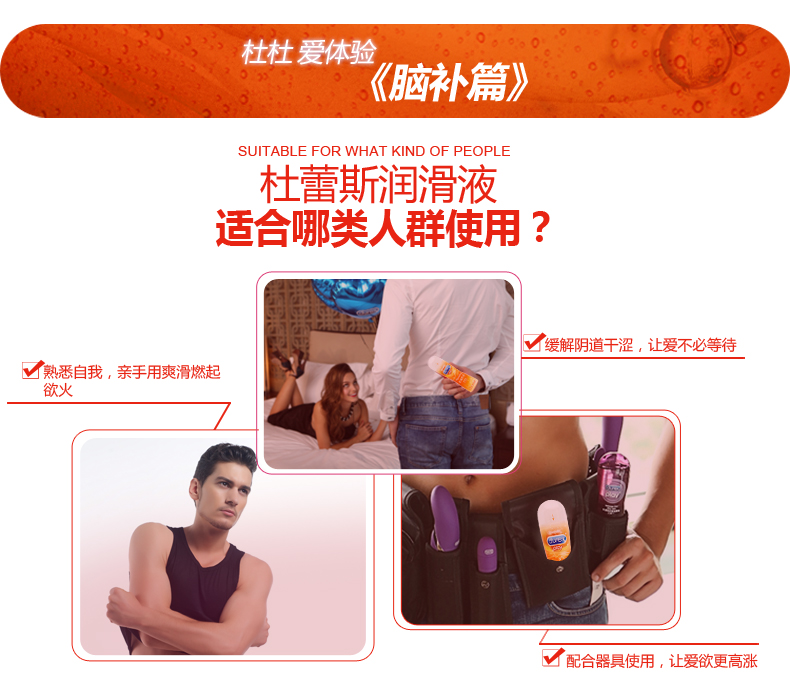 杜杜 爱体验
《脑补篇》
SUITABLE FOR WHAT KIND OF PEOPLE
杜蕾斯润滑液
适合哪类人群使用？
缓解阴道干涩，让爱不必等待
熟悉自我，亲手用爽滑燃起
欲火
play
durex
配合器具使用，让爱欲更高涨